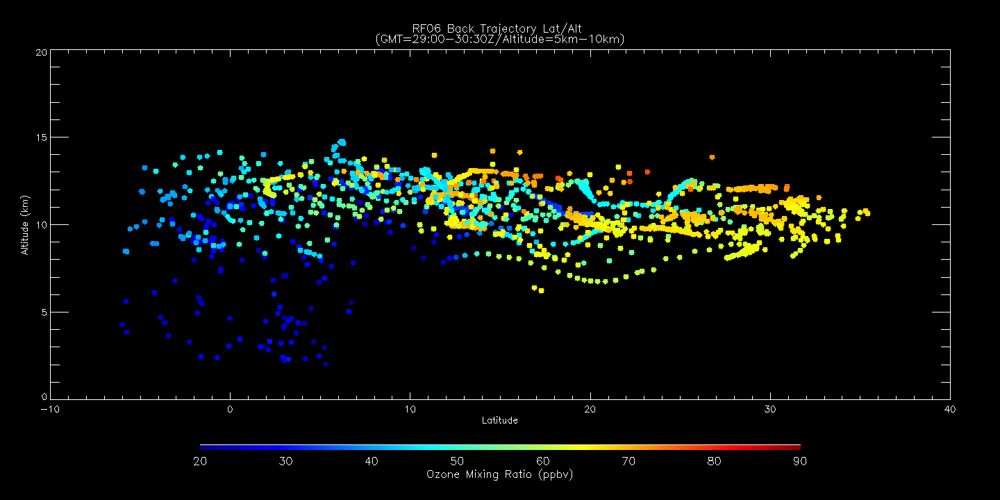 RF06 Back Trajectory Lat/Alt
(GMT=29:00-30:30Z/Altitude=5km-10km)
20
15
10
5
0
Altitude (km)
-10 0 10 20 30 40
Latitude
20 30 40 50 60 70 80 90
Ozone Mixing Ratio (ppbv)